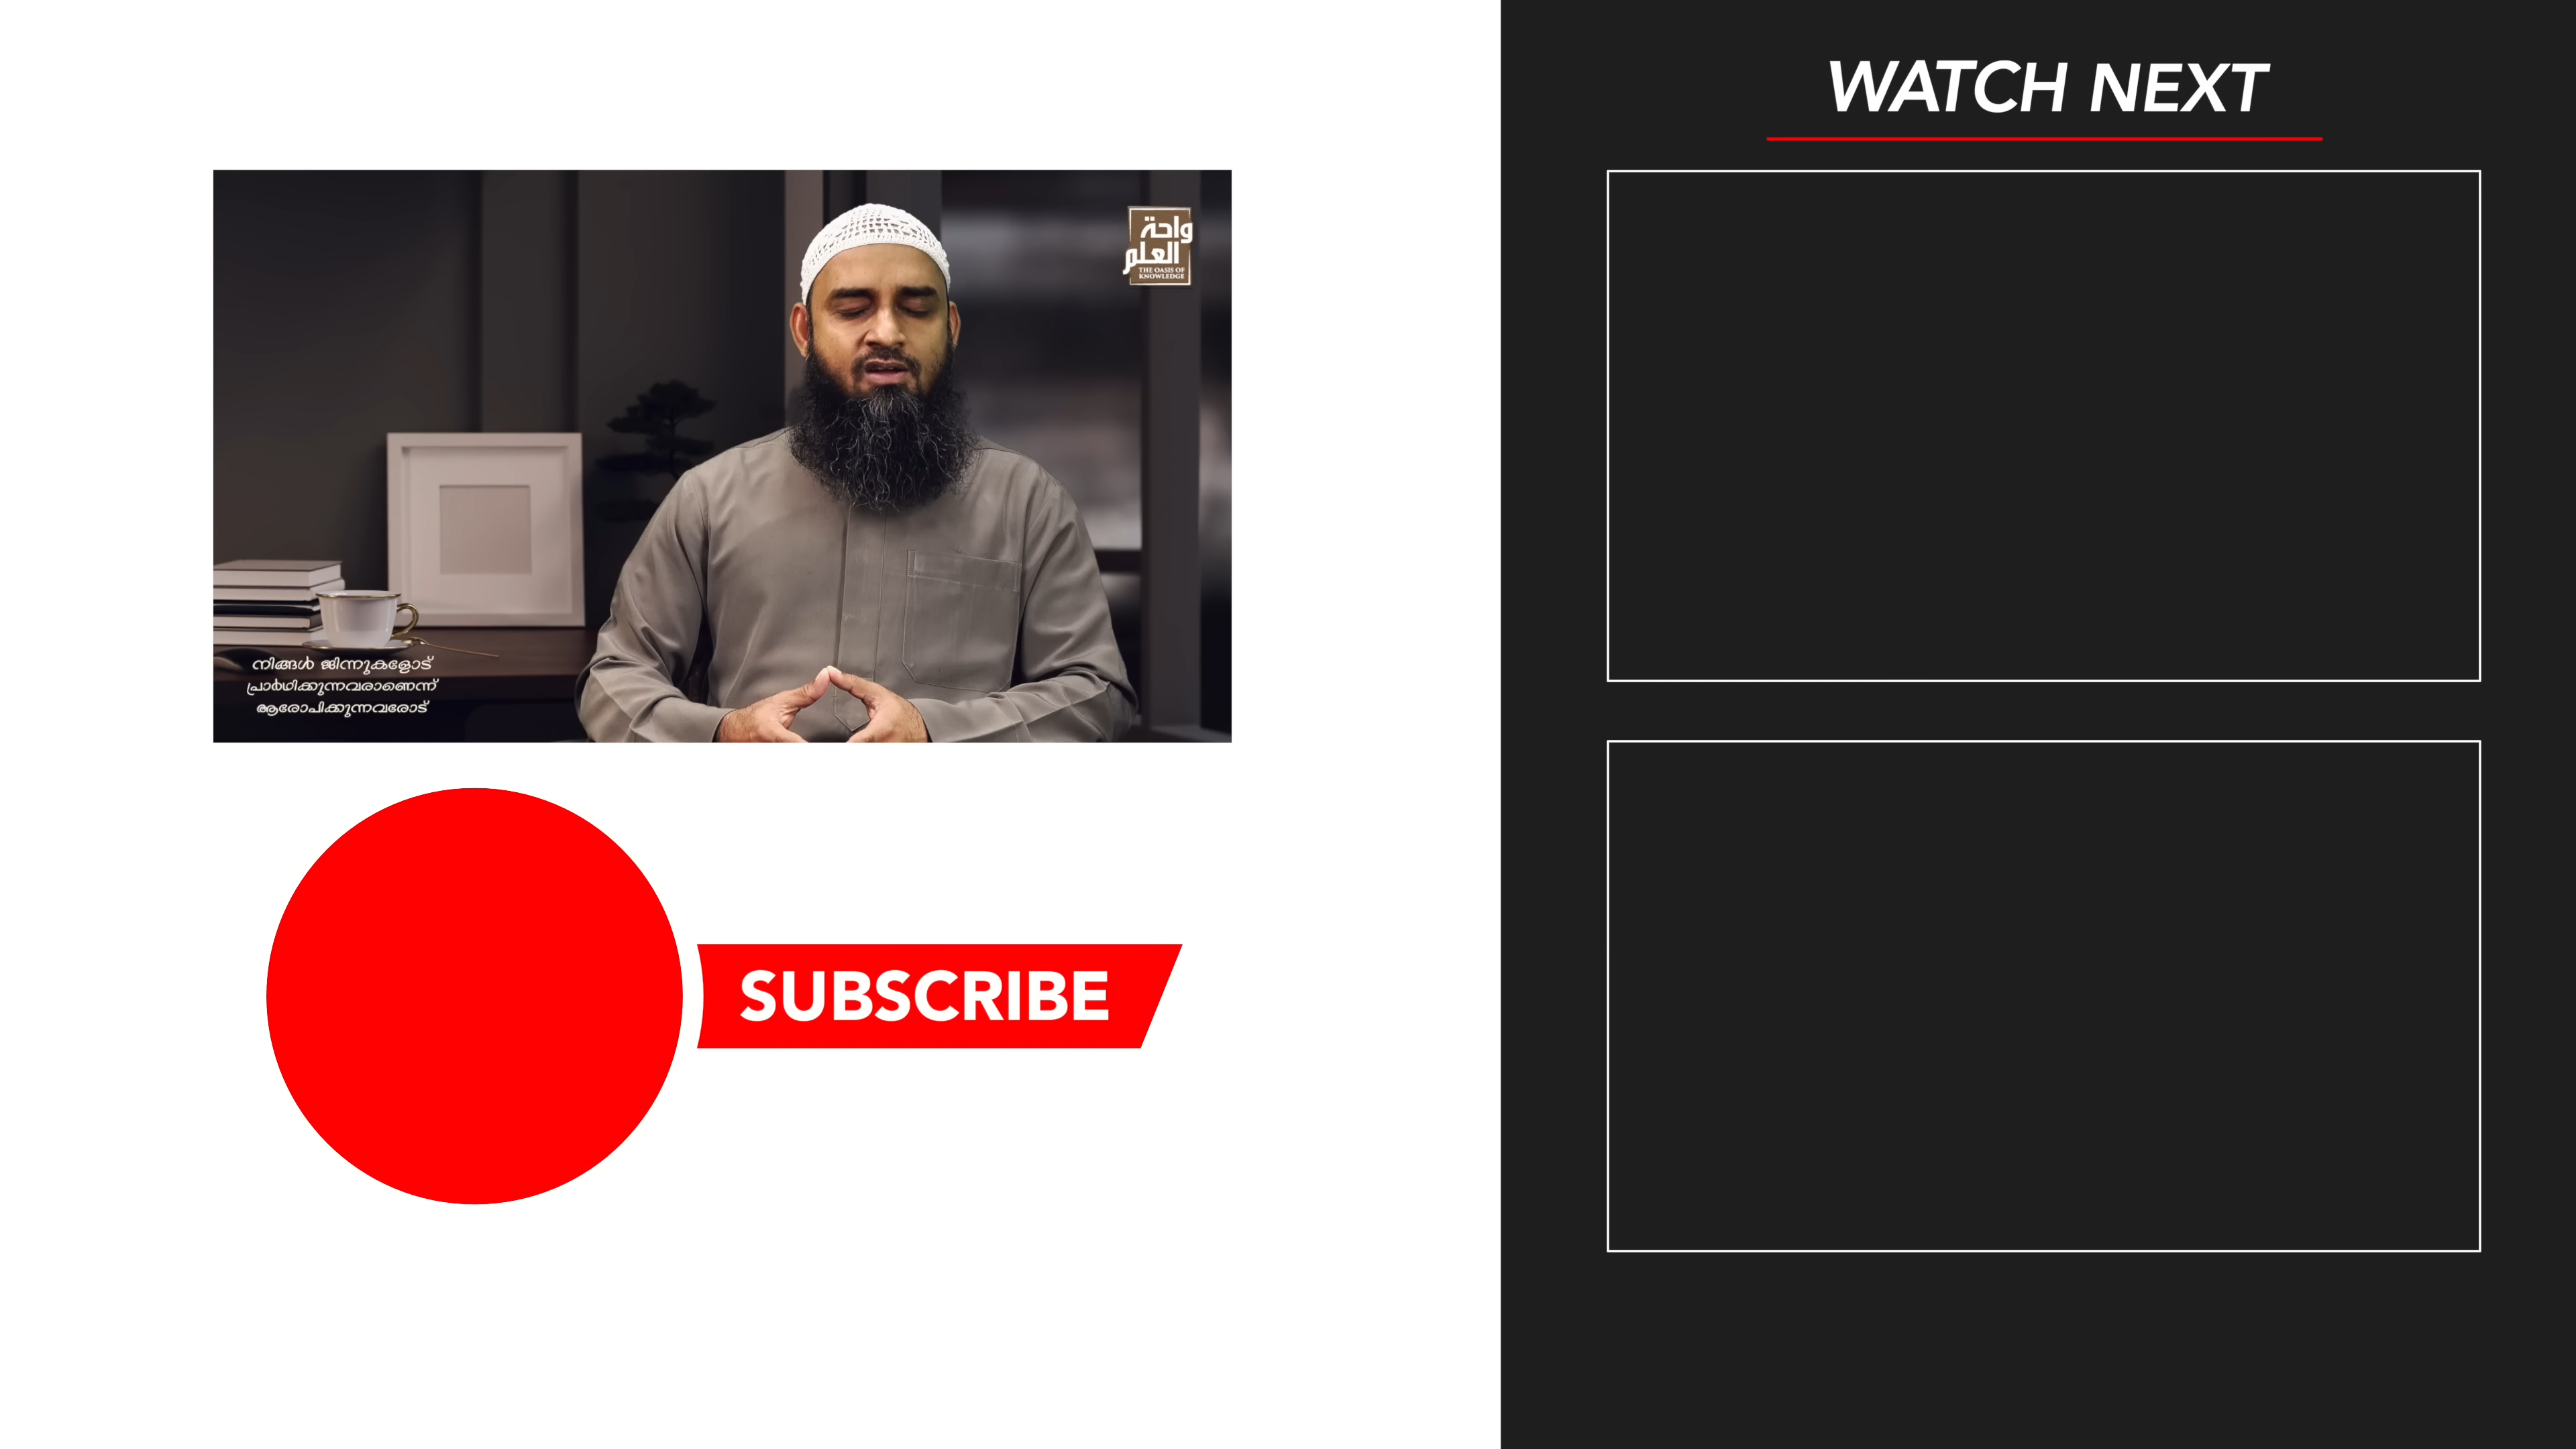 WATCH NEXT
واحة
العلم
THE OASIS OF
KNOWLEDGE
നിങ്ങൾ ജിന്നുകളോട്
പ്രാർഥിക്കുന്നവരാണെന്ന്
ആരോപിക്കുന്നവരോട്
SUBSCRIBE